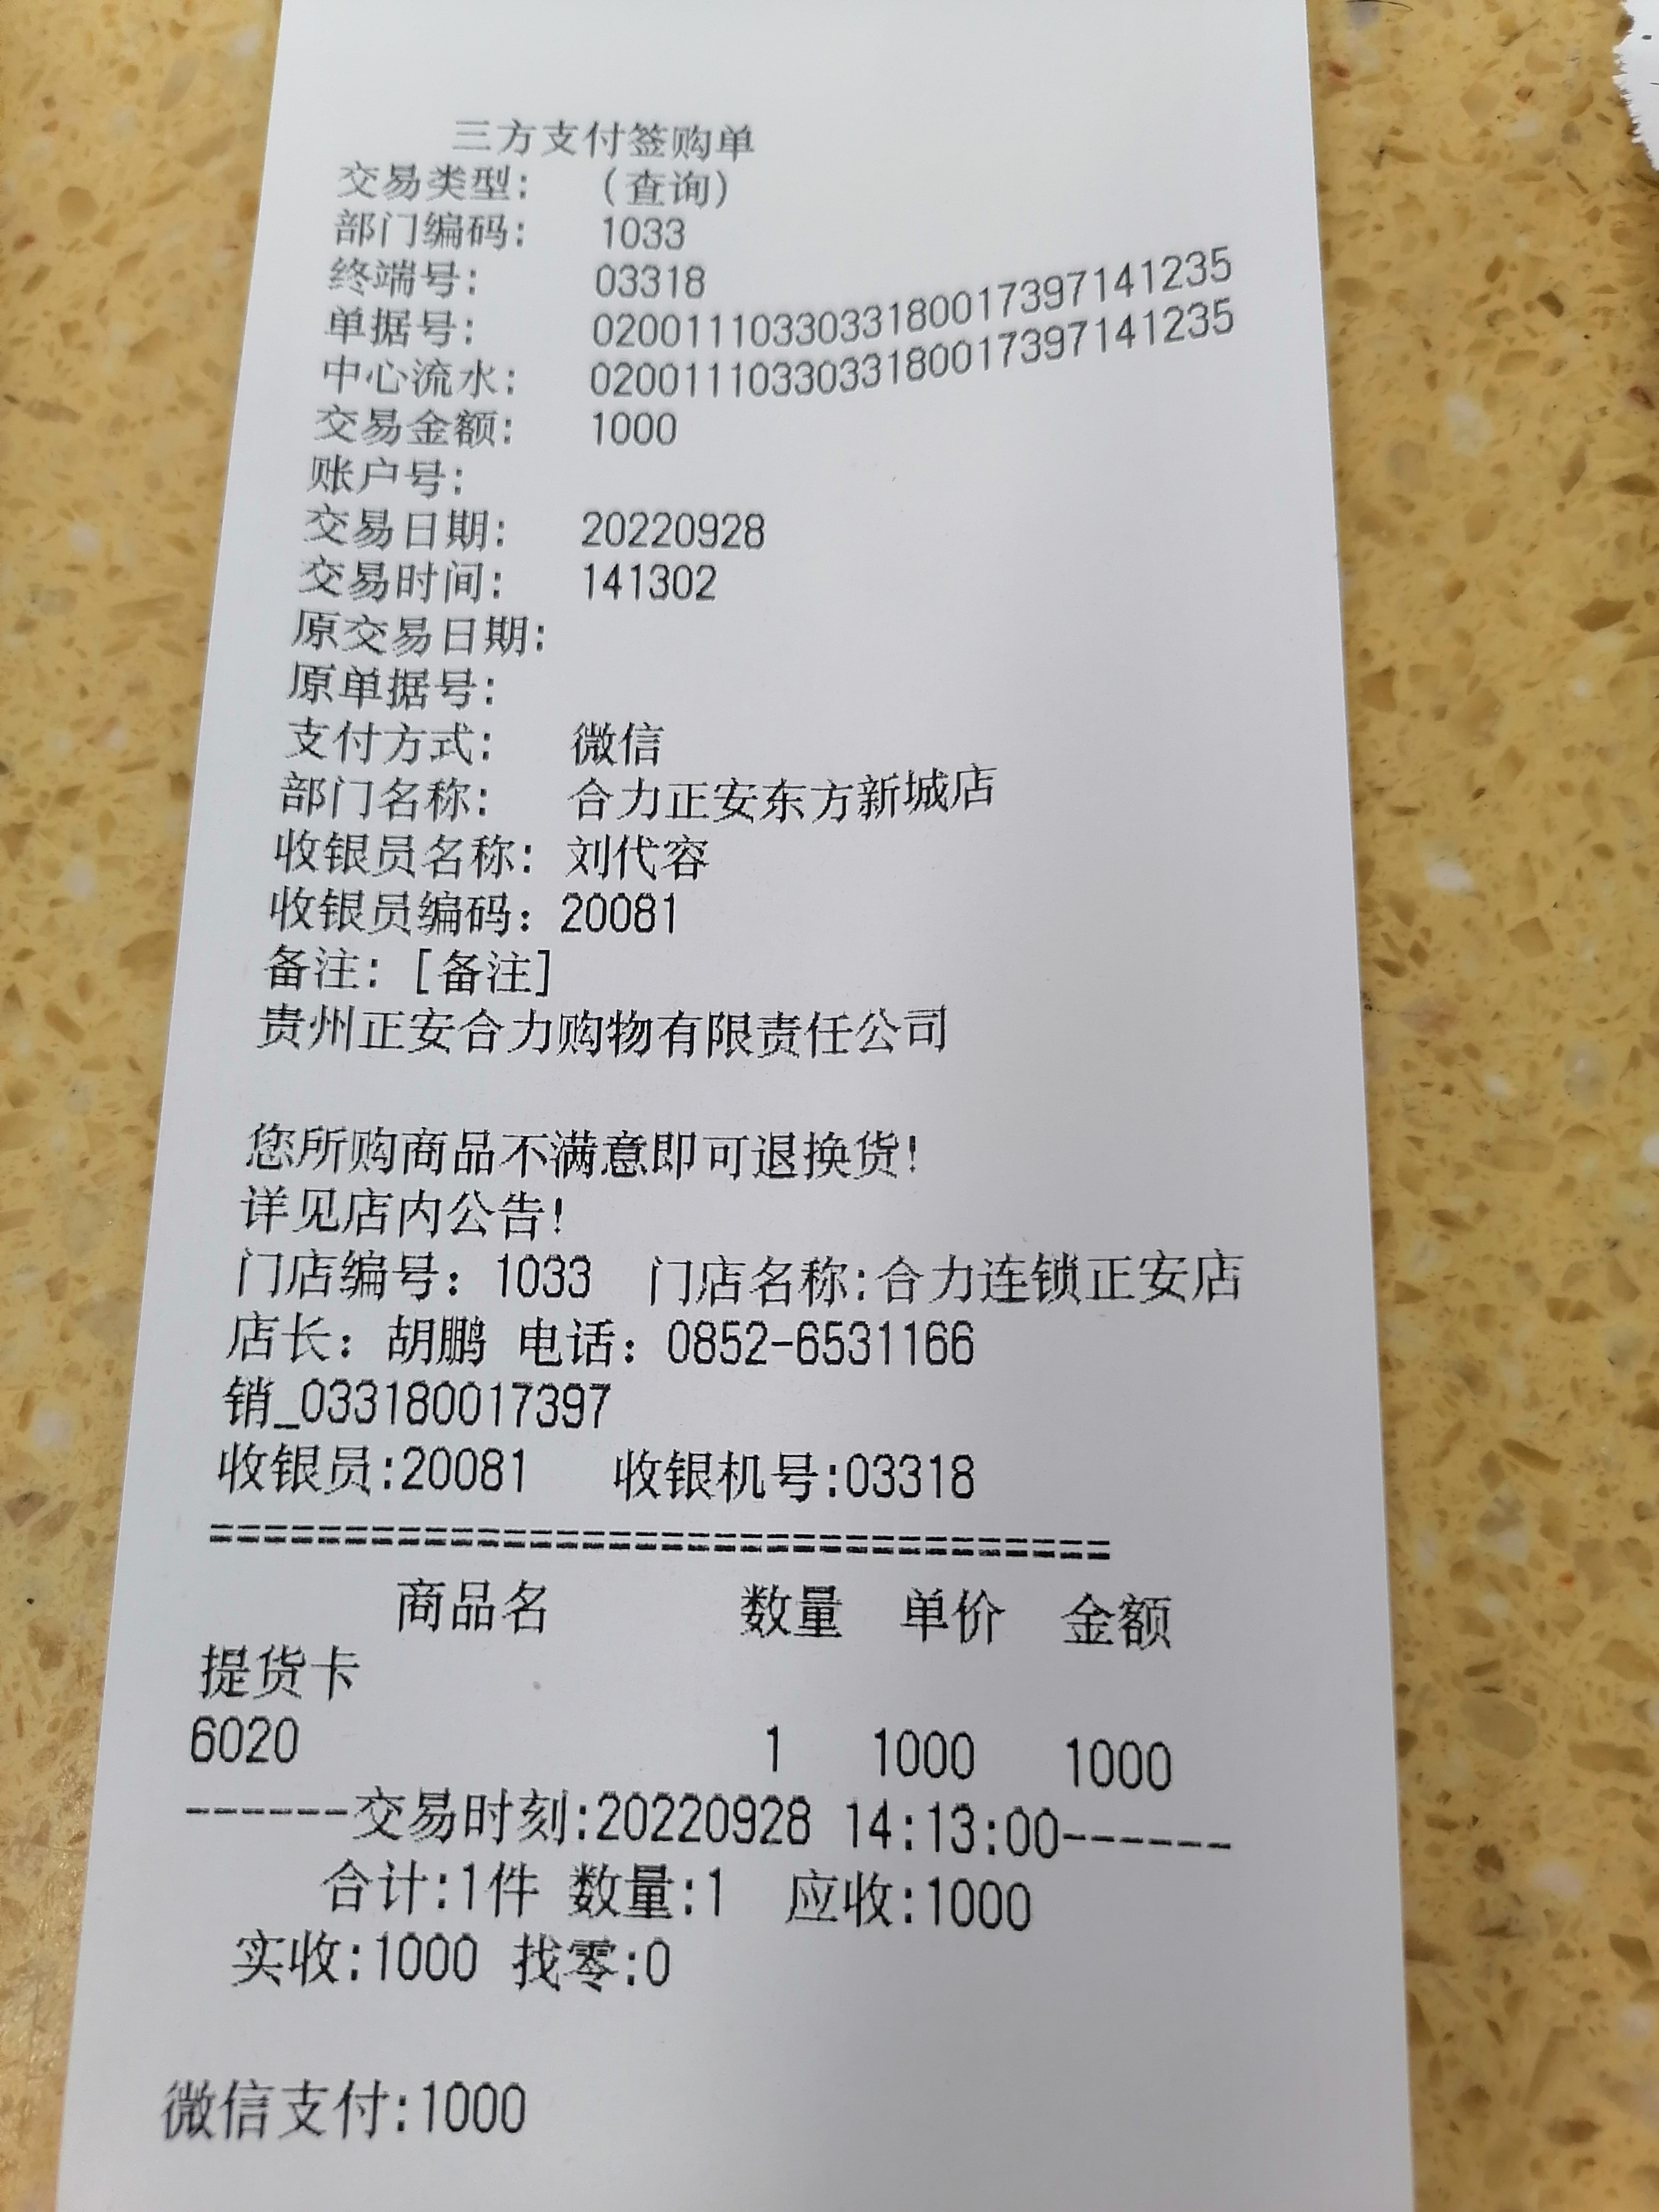 三方支付签购单
交易类型: (查询)
部门编码: 1033
终端号: 03318
单据号: 0200111033033180017397141235
中心流水: 0200111033033180017397141235
交易金额: 1000
账户号:
交易日期: 20220928
交易时间: 141302
原交易日期:
原单据号:
支付方式: 微信
部门名称: 合力正安东方新城店
收银员名称: 刘代容
收银员编码: 20081
备注: [备注]
贵州正安合力购物有限责任公司
您所购商品不满意即可退换货!
详见店内公告!
门店编号: 1033 门店名称:合力连锁正安店
店长: 胡鹏 电话: 0852-6531166
销_033180017397
收银员:20081 收银机号:03318
==================================
商品名 数量 单价 金额
提货卡
6020 1 1000 1000
------交易时刻:20220928 14:13:00------
合计:1件 数量:1 应收:1000
实收:1000 找零:0
微信支付:1000